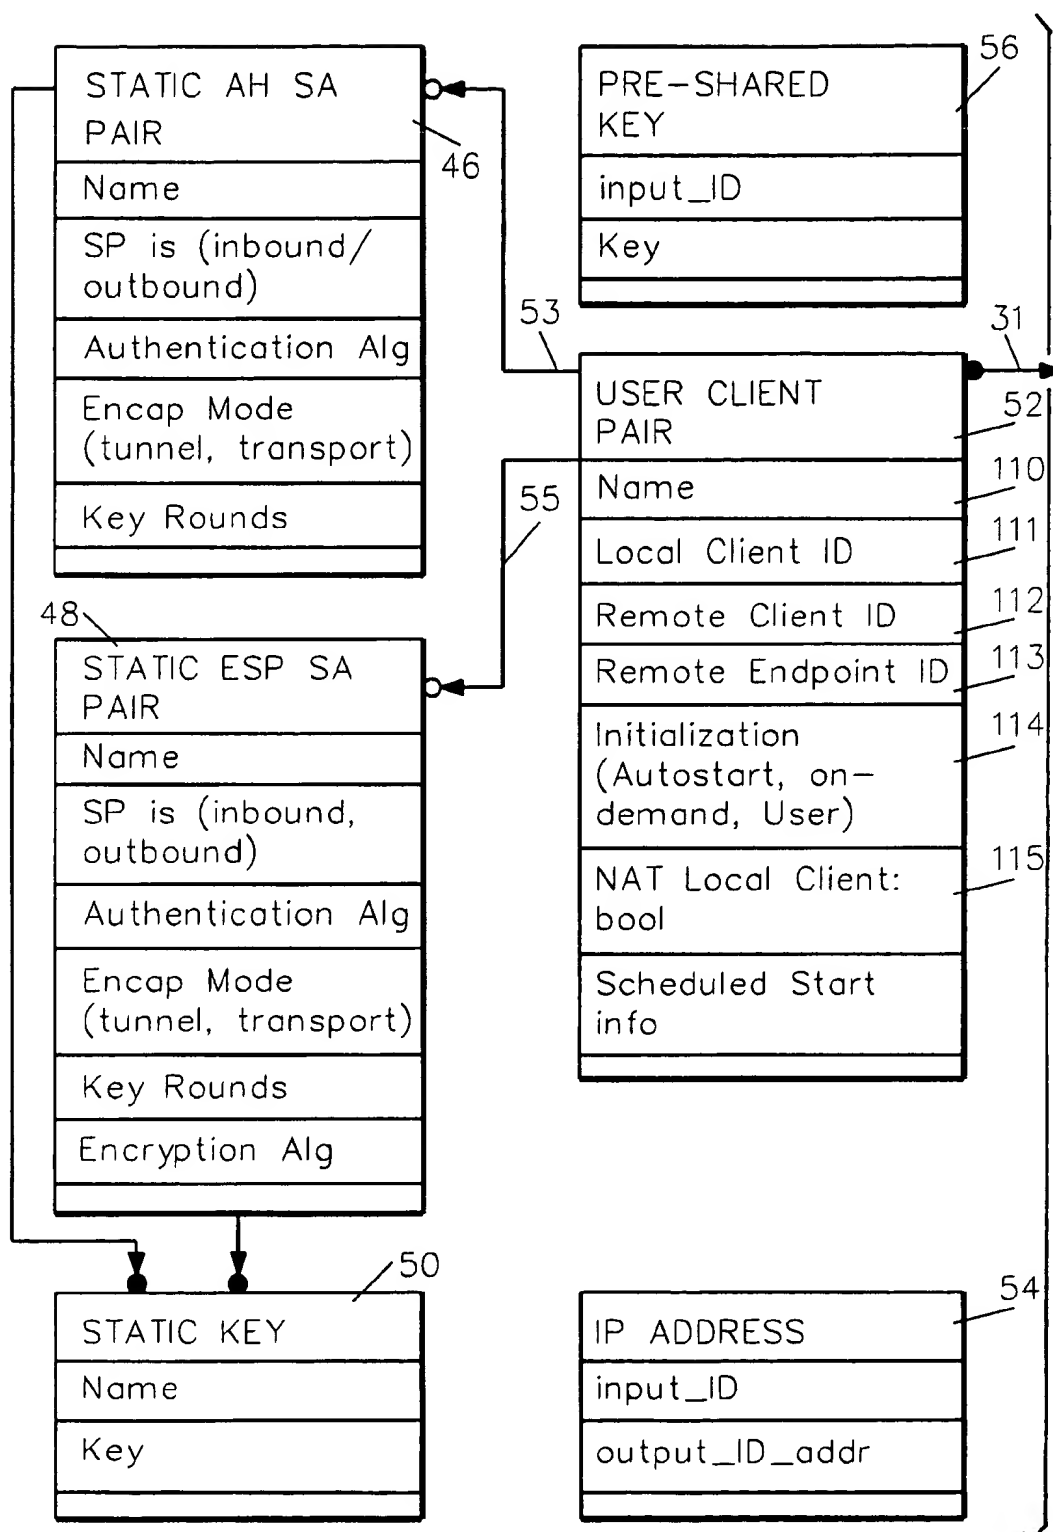 STATIC AH SA
PAIR
46
Name
SP is (inbound/
outbound)
Authentication Alg
Encap Mode
(tunnel, transport)
Key Rounds
48
STATIC ESP SA
PAIR
Name
SP is (inbound,
outbound)
Authentication Alg
Encap Mode
(tunnel, transport)
Key Rounds
Encryption Alg
50
STATIC KEY
Name
Key
56
PRE-SHARED
KEY
input_ID
Key
53
31
55
USER CLIENT
PAIR
52
Name
110
Local Client ID
111
Remote Client ID
112
Remote Endpoint ID
113
Initialization
(Autostart, on-
demand, User)
114
NAT Local Client:
bool
115
Scheduled Start
info
54
IP ADDRESS
input_ID
output_ID_addr